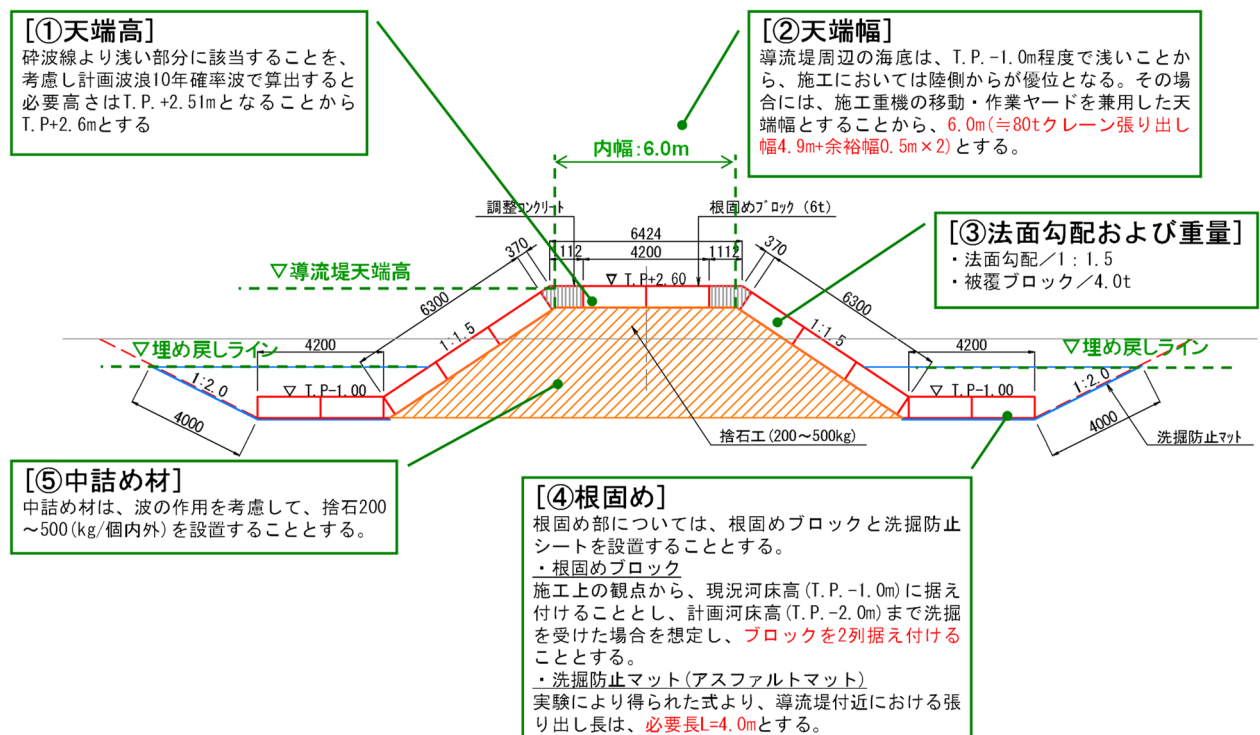 [①天端高]
砕波線より浅い部分に該当することを、
考慮し計画波浪10年確率波で算出すると
必要高さはT.P.+2.51mとなることから
T.P+2.6mとする
[②天端幅]
導流堤周辺の海底は、T.P.-1.0m程度で浅いことか
ら、施工においては陸側からが優位となる。その場
合には、施工重機の移動・作業ヤードを兼用した天
端幅とすることから、6.0m(≒80tクレーン張り出し
幅4.9m+余裕幅0.5m×2)とする。
内幅:6.0m
調整コンクリート
根固めブロック (6t)
6424
370
1112
4200
1112
370
▽導流堤天端高
▽ T.P+2.60
[③法面勾配および重量]
・法面勾配/1:1.5
・被覆ブロック/4.0t
6300
1:1.5
1:1.5
6300
▽埋め戻しライン
4200
4200
▽埋め戻しライン
1:2.0
▽ T.P-1.00
▽ T.P-1.00
1:2.0
4000
4000
捨石工(200~500kg)
洗掘防止マット
[⑤中詰め材]
中詰め材は、波の作用を考慮して、捨石200
~500(kg/個内外)を設置することとする。
[④根固め]
根固め部については、根固めブロックと洗掘防止
シートを設置することとする。
・根固めブロック
施工上の観点から、現況河床高(T.P.-1.0m)に据え
付けることとし、計画河床高(T.P.-2.0m)まで洗掘
を受けた場合を想定し、ブロックを2列据え付ける
こととする。
・洗掘防止マット(アスファルトマット)
実験により得られた式より、導流堤付近における張
り出し長は、必要長L=4.0mとする。